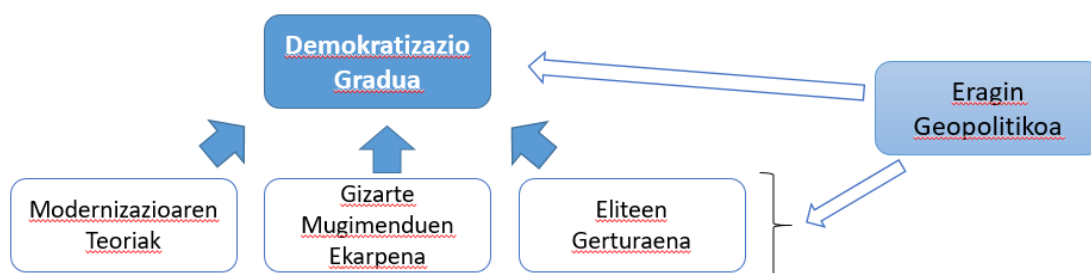 Demokratizazio
Gradua
Eragin
Geopolitikoa
Modernizazioaren
Teoriak
Gizarte
Mugimenduen
Ekarpena
Eliteen
Gerturaena